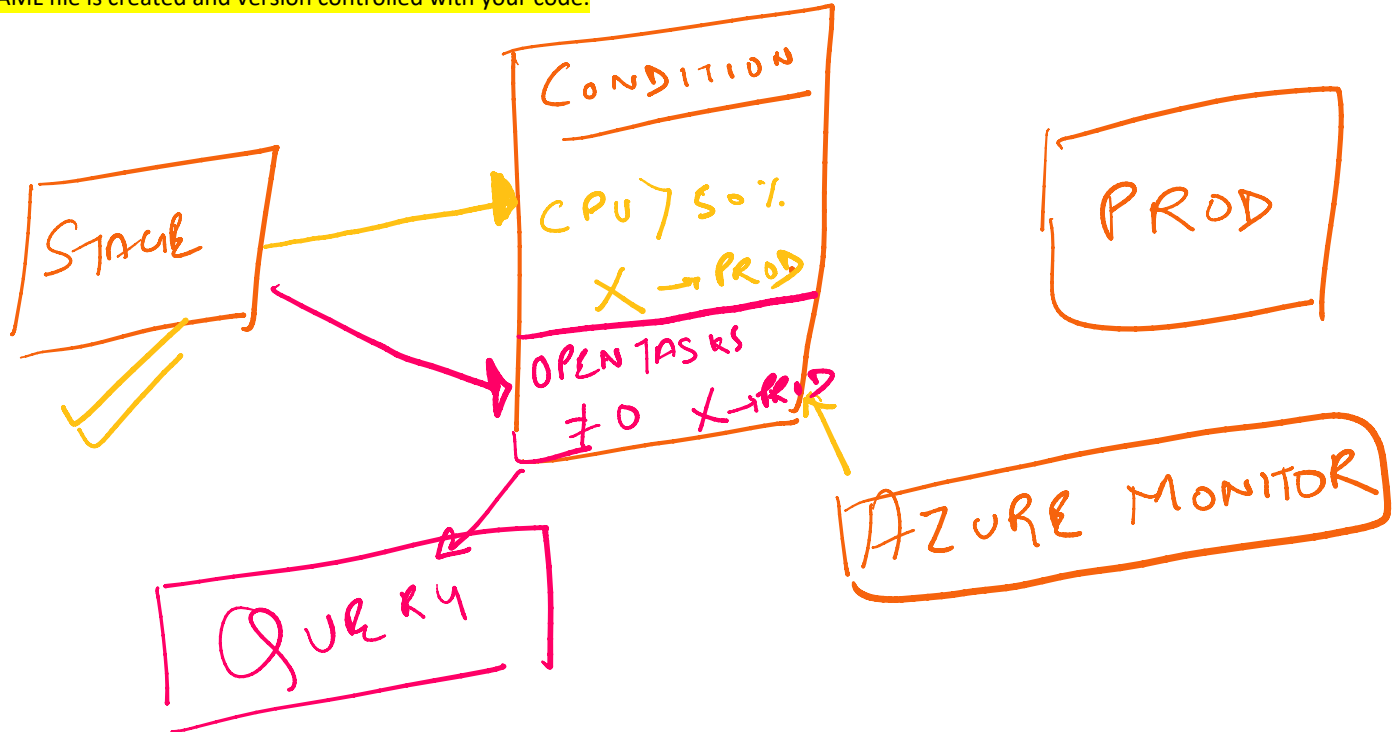 AML file is created and version controlled with your code.
CONDITION
CPU > 50%
X → PROD
STAGE
PROD
OPEN TASKS
≠ 0 X → PROD
AZURE MONITOR
QUERY